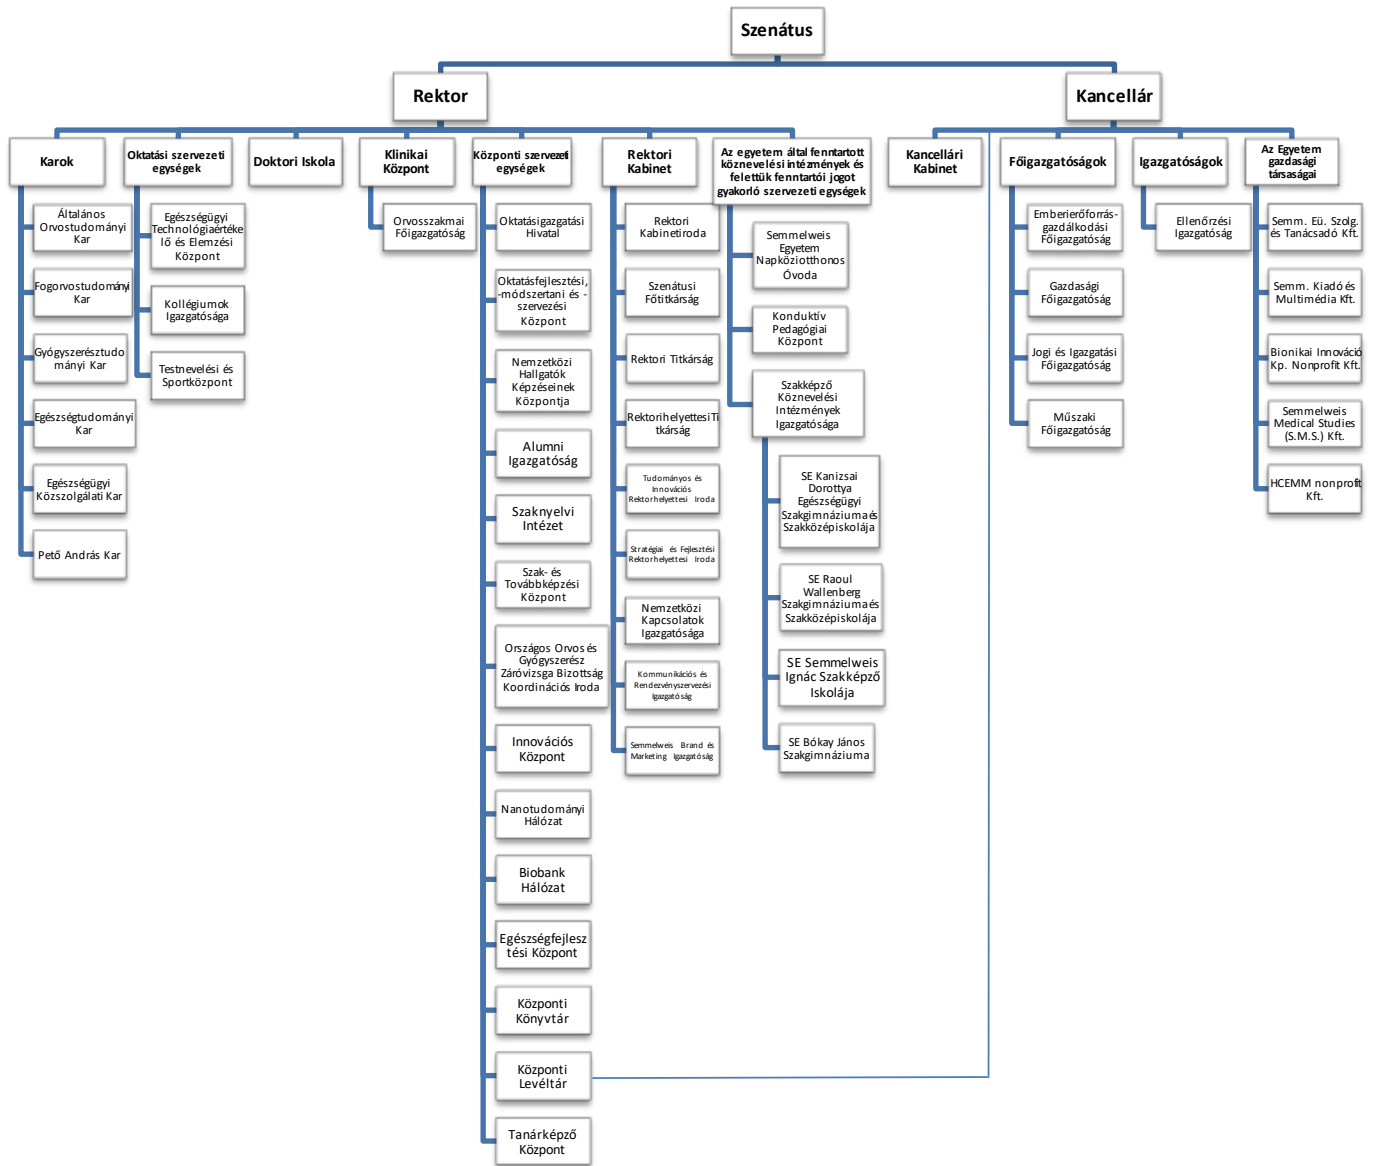 Szenátus
Rektor
Kancellár
Karok
Általános
Orvostudományi
Kar
Fogorvostudományi
Kar
Gyógyszerésztudo
mányi Kar
Egészségtudományi
Kar
Egészségügyi
Közszolgálati Kar
Pető András Kar
Oktatási szervezeti
egységek
Egészségügyi
Technológiaértéke
lő és Elemzési
Központ
Kollégiumok
Igazgatósága
Testnevelési és
Sportközpont
Doktori Iskola
Klinikai
Központ
Orvosszakmai
Főigazgatóság
Központi szervezeti
egységek
Oktatásigazgatási
Hivatal
Oktatásfejlesztési,
-módszertani és -
szervezési
Központ
Nemzetközi
Hallgatók
Képzéseinek
Központja
Alumni
Igazgatóság
Szaknyelvi
Intézet
Szak- és
Továbbképzési
Központ
Országos Orvos és
Gyógyszerész
Záróvizsga Bizottság
Koordinációs Iroda
Innovációs
Központ
Nanotudományi
Hálózat
Biobank
Hálózat
Egészségfejlesz
tési Központ
Központi
Könyvtár
Központi
Levéltár
Tanárképző
Központ
Rektori
Kabinet
Rektori
Kabinetiroda
Szenátusi
Főtitkárság
Rektori Titkárság
RektorihelyettesiTi
tkárság
Tudományos és
Innovációs
Rektorhelyettesi Iroda
Stratégiai és Fejlesztési
Rektorhelyettesi Iroda
Nemzetközi
Kapcsolatok
Igazgatósága
Kommunikációs és
Rendezvényszervezési
Igazgatóság
Semmelweis Brand és
Marketing Igazgatóság
Az egyetem által fenntartott
köznevelési intézmények és
felettük fenntartói jogot
gyakorló szervezeti egységek
Semmelweis
Egyetem
Napköziotthonos
Óvoda
Konduktív
Pedagógiai
Központ
Szakképző
Köznevelési
Intézmények
Igazgatósága
SE Kanizsai
Dorottya
Egészségügyi
Szakgimnáziuma és
Szakközépiskolája
SE Raoul
Wallenberg
Szakgimnáziuma és
Szakközépiskolája
SE Semmelweis
Ignác Szakképző
Iskolája
SE Bókay János
Szakgimnáziuma
Kancellári
Kabinet
Főigazgatóságok
Emberierőforrás-
gazdálkodási
Főigazgatóság
Gazdasági
Főigazgatóság
Jogi és Igazgatási
Főigazgatóság
Műszaki
Főigazgatóság
Igazgatóságok
Ellenőrzési
Igazgatóság
Az Egyetem
gazdasági
társaságai
Semm. Eü. Szolg.
és Tanácsadó Kft.
Semm. Kiadó és
Multimédia Kft.
Bionikai Innováció
Kp. Nonprofit Kft.
Semmelweis
Medical Studies
(S.M.S.) Kft.
HCEMM nonprofit
Kft.